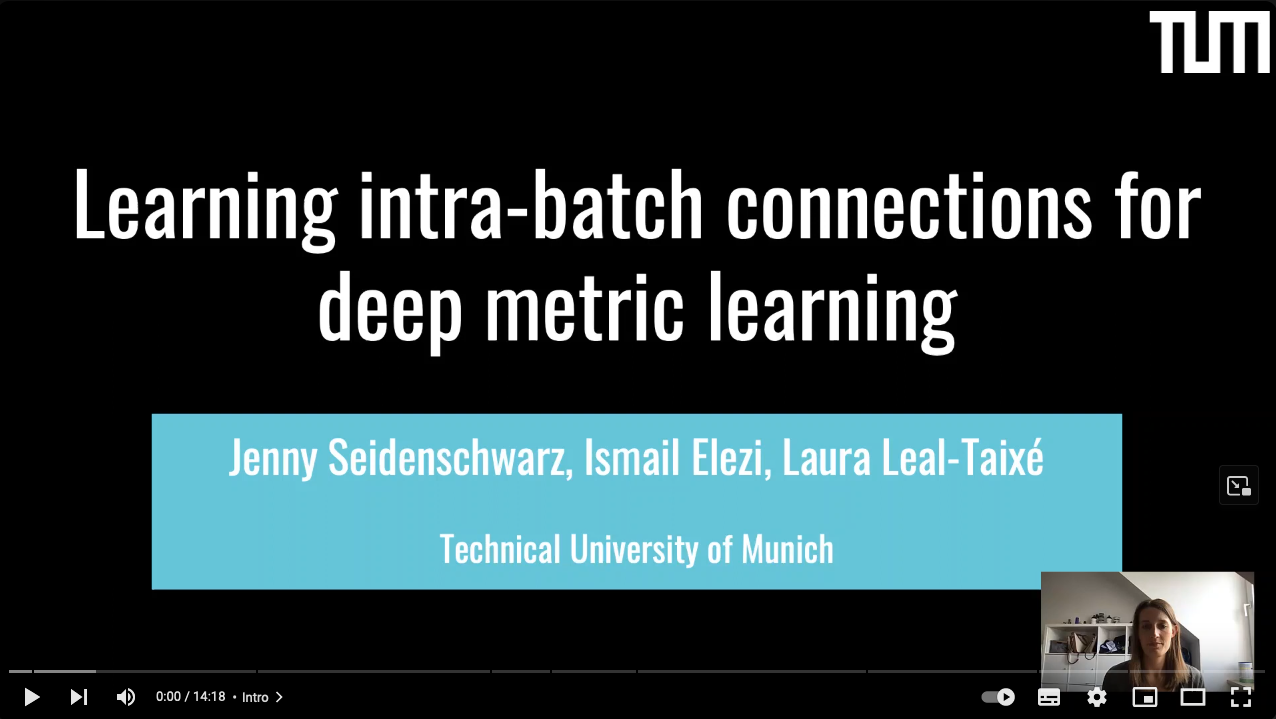 TUM
Learning intra-batch connections for
deep metric learning
Jenny Seidenschwarz, Ismail Elezi, Laura Leal-Taixé
Technical University of Munich
0:00 / 14:18 • Intro